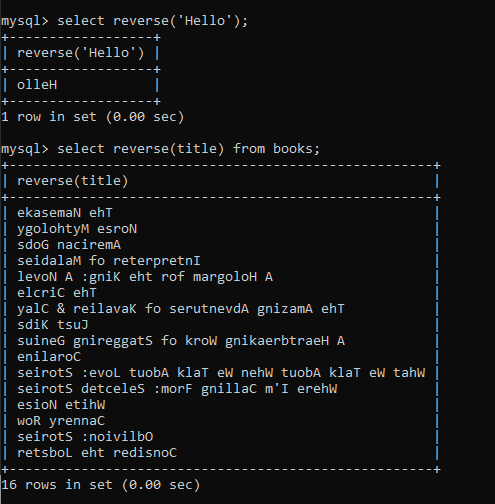 mysql> select reverse('Hello');
+------------------+
| reverse('Hello') |
+------------------+
| olleH            |
+------------------+
1 row in set (0.00 sec)

mysql> select reverse(title) from books;
+-----------------------------------------------------+
| reverse(title)                                      |
+-----------------------------------------------------+
| ekasemaN ehT                                        |
| ygolohtyM esroN                                     |
| sdoG naciremA                                       |
| seidalaM fo reterpretnI                             |
| levoN A :gniK eht rof margoloH A                    |
| elcriC ehT                                          |
| yalC & reilavaK fo serutnevdA gnizamA ehT           |
| sdiK tsuJ                                           |
| suineG gnireggatS fo kroW gnikaerbtraeH A           |
| enilaroC                                            |
| seirotS :evoL tuobA klaT eW nehW tuobA klaT eW tahW |
| seirotS detceleS :morF gnillaC m'I erehW            |
| esioN etihW                                         |
| woR yrennaC                                         |
| seirotS :noivilbO                                   |
| retsboL eht redisnoC                                |
+-----------------------------------------------------+
16 rows in set (0.00 sec)